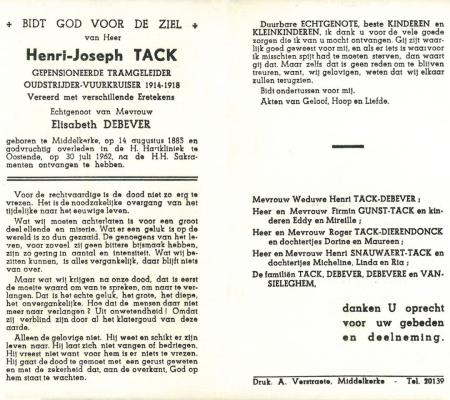 + BIDT GOD VOOR DE ZIEL +
van Heer
Henri-Joseph TACK
GEPENSIONEERDE TRAMGELEIDER
OUDSTRIJDER-VUURKRUISER 1914-1918
Vereerd met verschillende Eretekens
Echtgenoot van Mevrouw
Elisabeth DEBEVER
geboren te Middelkerke, op 14 augustus 1885 en
godvruchtig overleden in de H. Hartkliniek te
Oostende, op 30 juli 1962, na de H.H. Sakra-
menten ontvangen te hebben.
Voor de rechtvaardige is de dood niet zo erg te
vrezen. Het is de noodzakelijke overgang van het
tijdelijke naar het eeuwige leven.
Wat wij moeten achterlaten is voor een groot
deel ellende en miserie. Wat er een geluk is op de
wereld is zo dun gezaaid. De genoegens van het le-
ven, voor zoveel zij geen bittere bijsmaak hebben,
zijn zo gering in aantal en intensiteit. Wat wij be-
zitten kunnen, is alles vergankelijk, daar blijft niets
van over.
Maar wat wij krijgen na onze dood, dat is eerst
de moeite waard om van te spreken, om naar te ver-
langen. Dat is het echte geluk, het grote, het diepe,
het onvergankelijke. Hoe dat de mensen daar niet
meer naar verlangen? Uit onwetendheid! Omdat
zij verblind zijn door al het klatergoud van deze
aarde.
Alleen de gelovige niet. Hij weet en schikt er zijn
leven naar. Hij laat zich niet vangen of bedriegen.
Hij vreest niet want voor hem is er niets te vrezen.
Hij gaat de dood te gemoet met een gerust geweten
en met de zekerheid dat, aan de overkant, God op
hem staat te wachten.
Duurbare ECHTGENOTE, beste KINDEREN en
KLEINKINDEREN, ik dank u voor de vele goede
zorgen die ik van u mocht ontvangen. Gij zijt waar-
lijk goed geweest voor mij, en als er iets is waarvoor
ik misschien spijt had te moeten sterven, dan waart
gij dat. Maar zelfs dat is geen reden om te blijven
treuren, want, wij gelovigen, weten dat wij elkaar
zullen terugzien.
Bidt ondertussen voor mij.
Akten van Geloof, Hoop en Liefde.
Mevrouw Weduwe Henri TACK-DEBEVER ;
Heer en Mevrouw Firmin GUNST-TACK en kin-
deren Eddy en Mireille ;
Heer en Mevrouw Roger TACK-DIERENDONCK
en dochtertjes Dorine en Maureen ;
Heer en Mevrouw Henri SNAUWAERT-TACK en
dochtertjes Micheline, Linda en Ria ;
De familiën TACK, DEBEVER, DEBEVERE en VAN-
SIELEGHEM,
danken U oprecht
voor uw gebeden
en deelneming.
Druk. A. Verstraete, Middelkerke - Tel. 20139